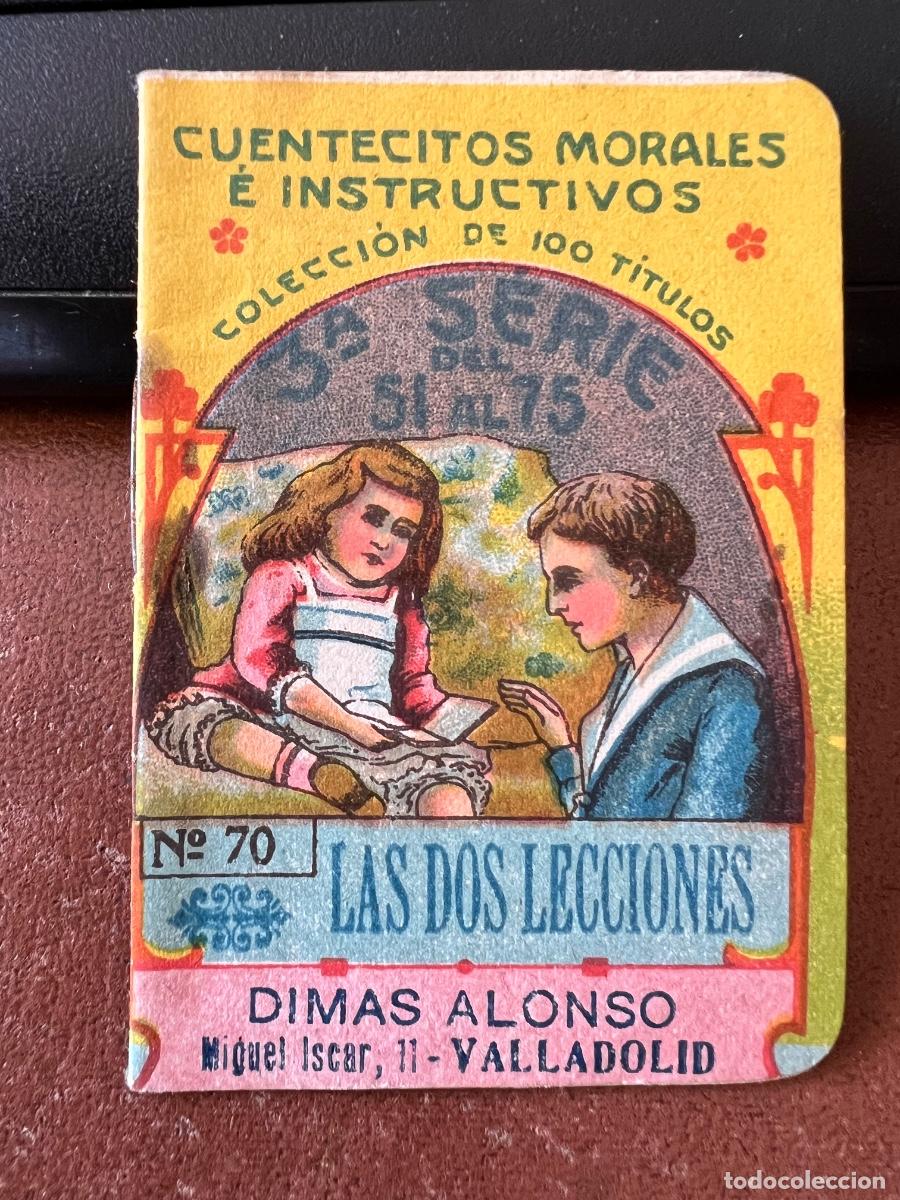 CUENTECITOS MORALES
É INSTRUCTIVOS
COLECCIÓN DE 100 TÍTULOS
3ª SERIE
DEL
51 AL 75
Nº 70
LAS DOS LECCIONES
DIMAS ALONSO
Miguel Iscar, 11 - VALLADOLID
todocoleccion